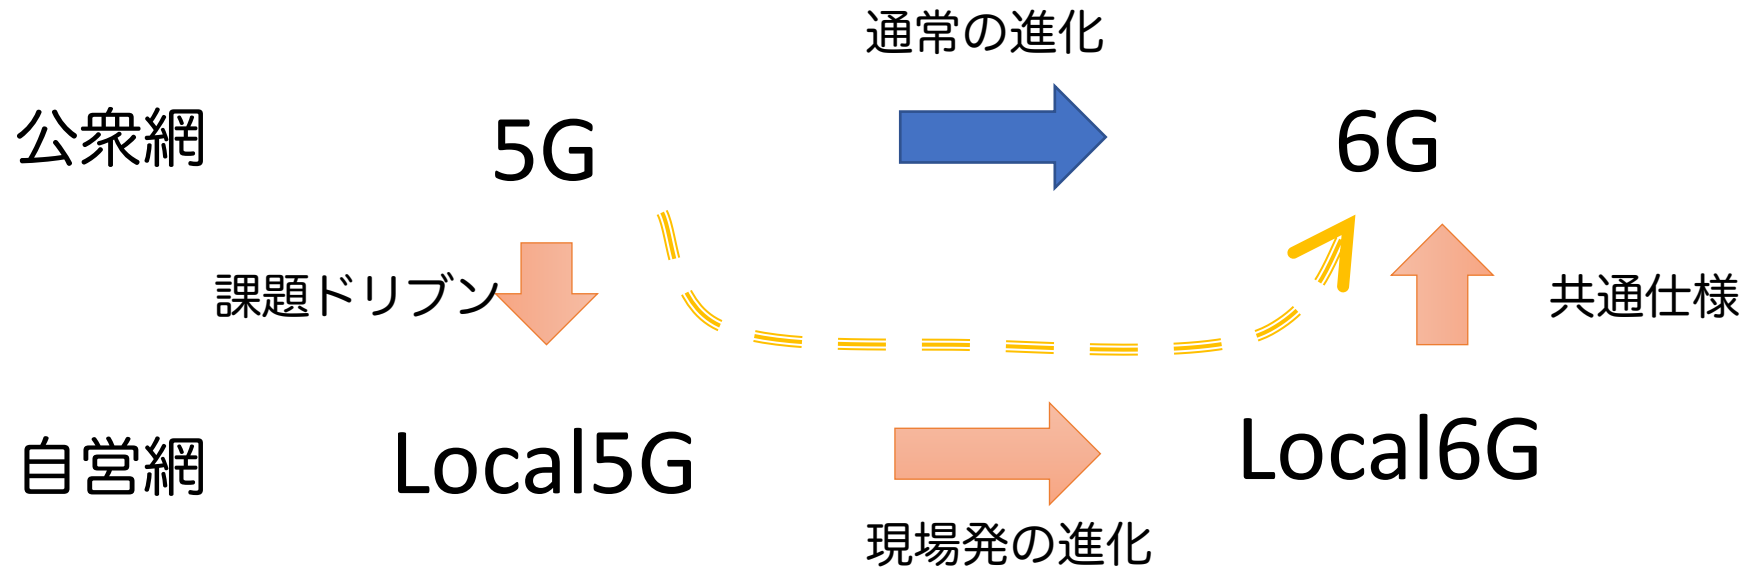 通常の進化
公衆網
5G
6G
課題ドリブン
共通仕様
自営網
Local5G
Local6G
現場発の進化